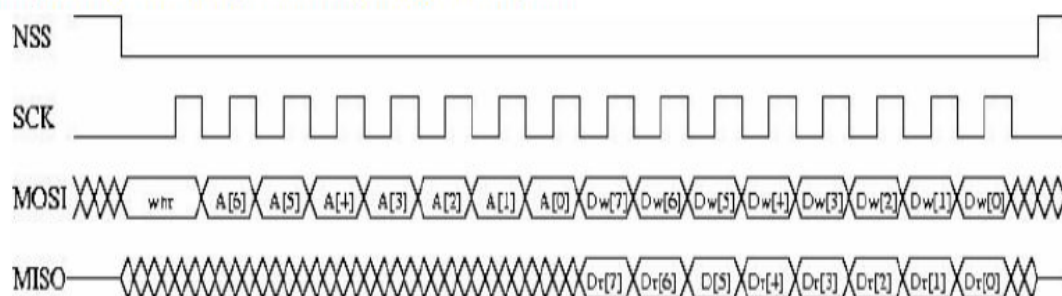 NSS
SCK
MOSI wnr A[6] A[5] A[4] A[3] A[2] A[1] A[0] Dw[7] Dw[6] Dw[5] Dw[4] Dw[3] Dw[2] Dw[1] Dw[0]
MISO Dr[7] Dr[6] D[5] Dr[4] Dr[3] Dr[2] Dr[1] Dr[0]